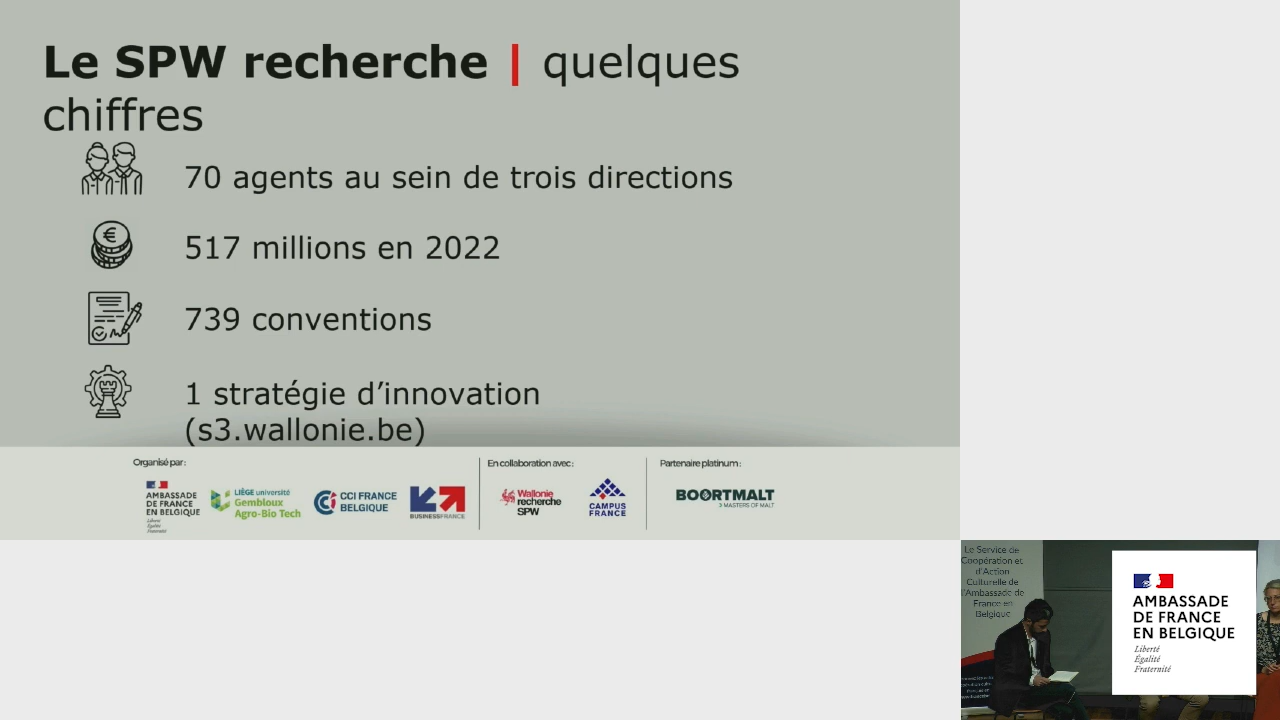 Le SPW recherche | quelques
chiffres
70 agents au sein de trois directions
517 millions en 2022
739 conventions
1 stratégie d’innovation
(s3.wallonie.be)
Organisé par :
En collaboration avec :
Partenaire platinum :
AMBASSADE
DE FRANCE
EN BELGIQUE
Liberté
Égalité
Fraternité
LIÈGE université
Gembloux
Agro-Bio Tech
CCI FRANCE
BELGIQUE
BUSINESSFRANCE
Wallonie
recherche
SPW
CAMPUS
FRANCE
BOORTMALT
MASTERS OF MALT
Le Service de
Coopération et
d'Action
Culturelle de
l'Ambassade de
France en
Belgique
AMBASSADE
DE FRANCE
EN BELGIQUE
Liberté
Égalité
Fraternité